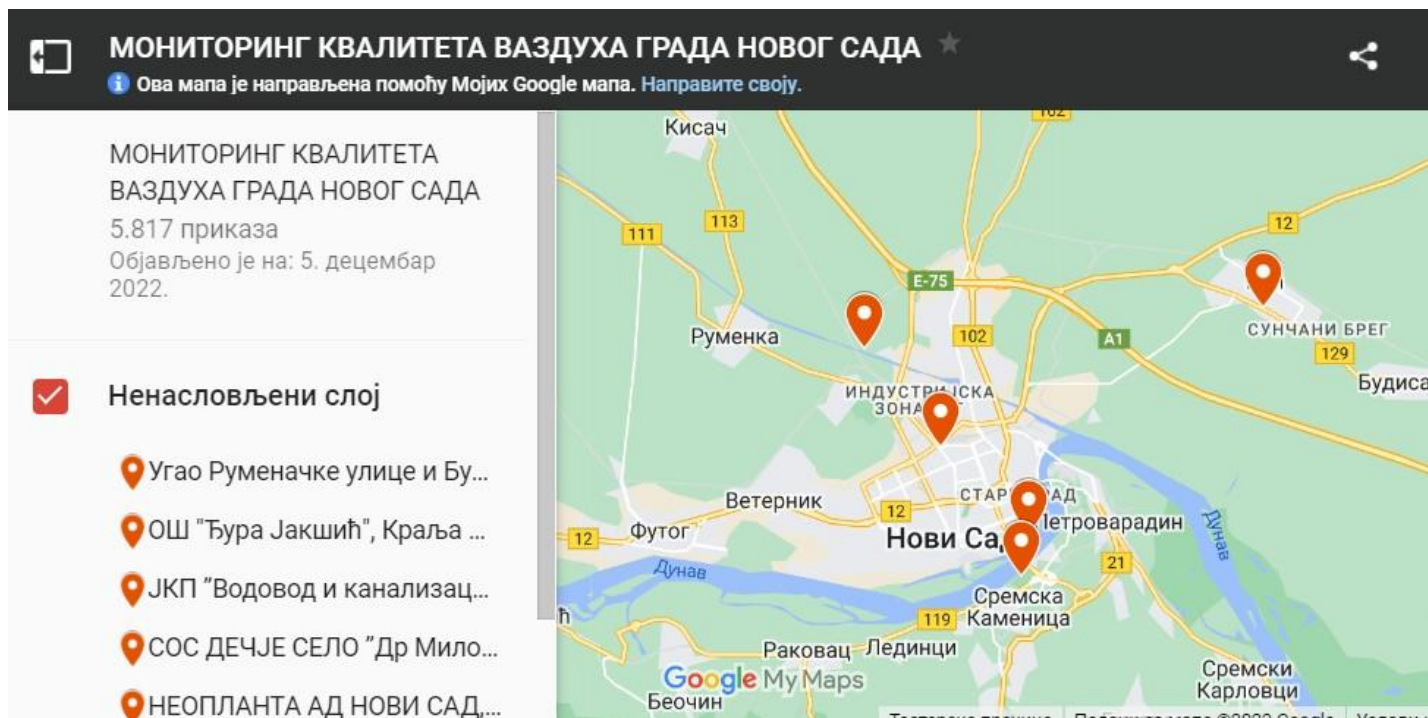 МОНИТОРИНГ КВАЛИТЕТА ВАЗДУХА ГРАДА НОВОГ САДА
Ова мапа је направљена помоћу Мојих Google мапа. Направите своју.
МОНИТОРИНГ КВАЛИТЕТА
ВАЗДУХА ГРАДА НОВОГ САДА
5.817 приказа
Објављено је на: 5. децембар
2022.
Ненасловљени слој
Угао Руменачке улице и Бу...
ОШ "Ђура Јакшић", Краља ...
ЈКП "Водовод и канализац...
СОС ДЕЧЈЕ СЕЛО "Др Мило...
НЕОПЛАНТА АД НОВИ САД,...
102
Кисач
111
113
12
E-75
Руменка
102
A1
СУНЧАНИ БРЕГ
129
Будиса
ИНДУСТРИЈСКА
ЗОНА
Ветерник
12
СТАРИ ГРАД
12
Футог
Нови Са
Петроварадин
Дунав
Дунав
21
Сремска
Каменица
119
ћ
Раковац
Лединци
Google My Maps
Беочин
Сремски
Карловци